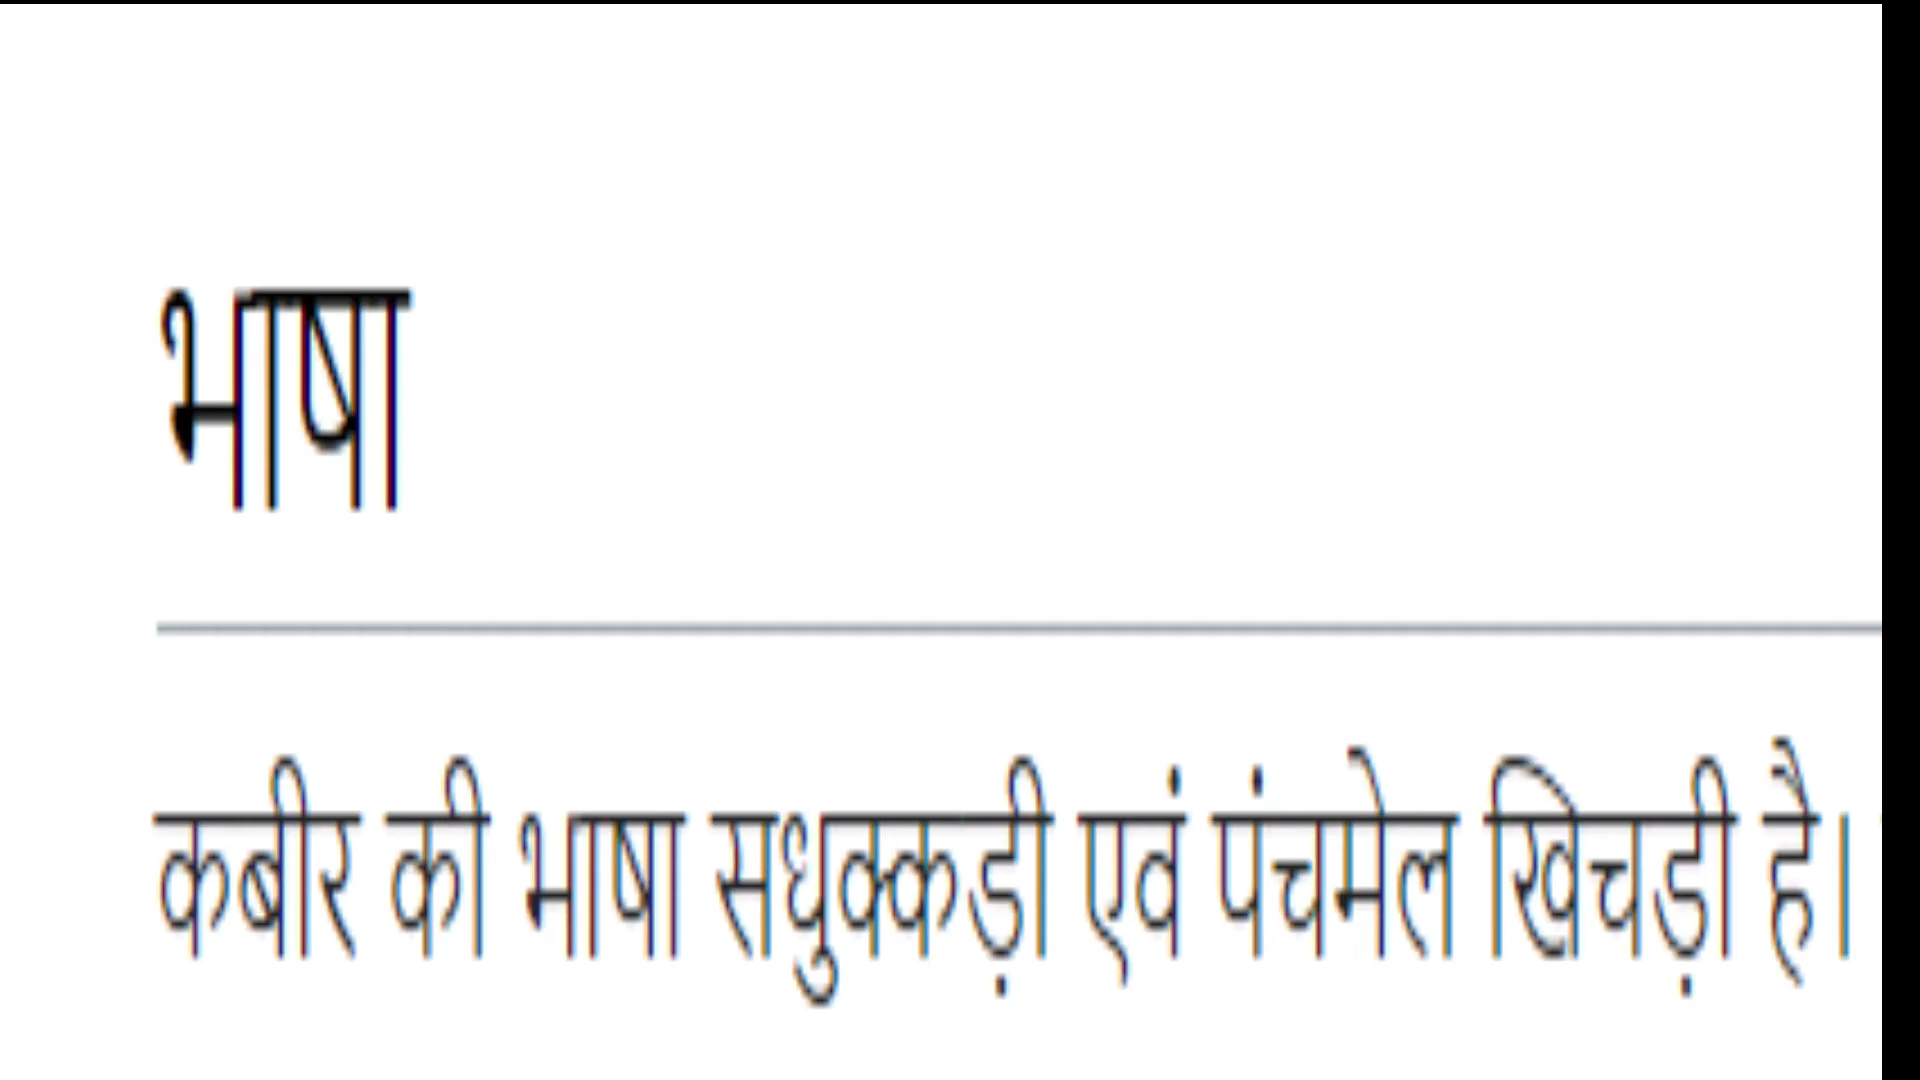 भाषा
कबीर की भाषा सधुक्कड़ी एवं पंचमेल खिचड़ी है।